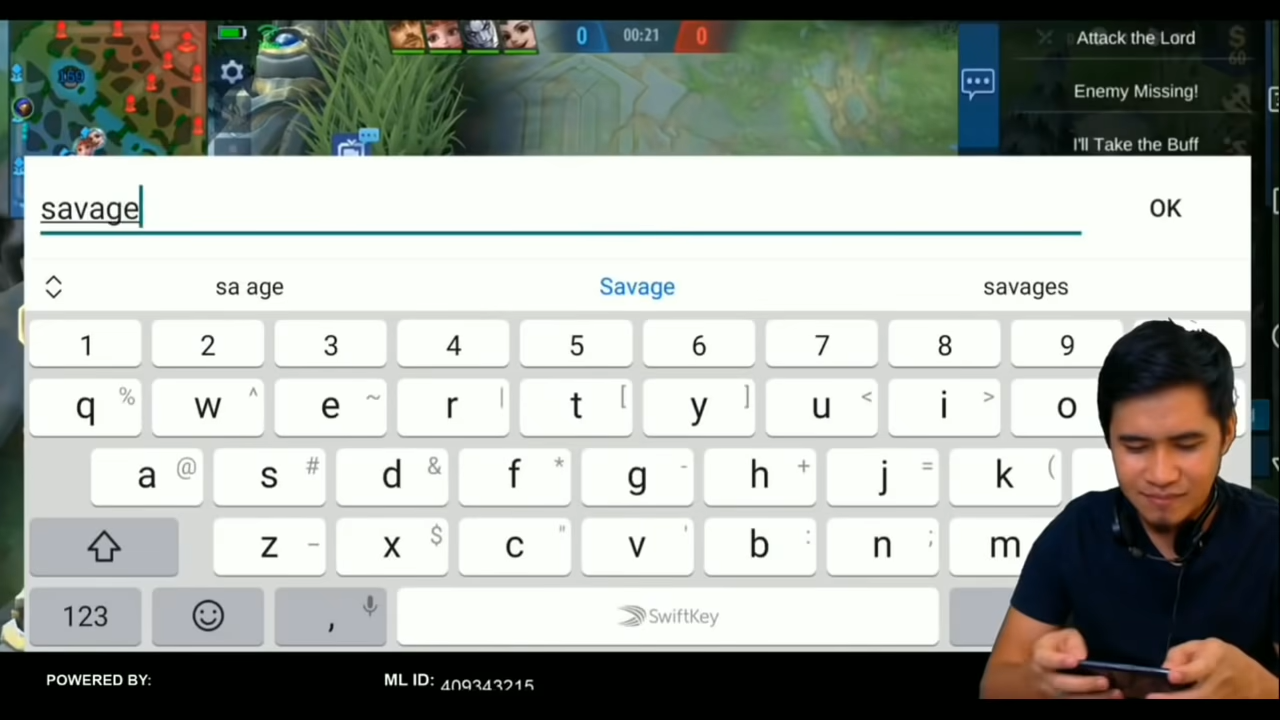 0 00:21 0
Attack the Lord
Enemy Missing!
I'll Take the Buff
savage
OK
sa age Savage savages
1 2 3 4 5 6 7 8 9
q % w ^ e ~ r | t [ y ] u < i > o
a @ s # d & f * g - h + j = k (
z _ x $ c " v ' b : n ; m
123 , SwiftKey
POWERED BY: ML ID: 409343215